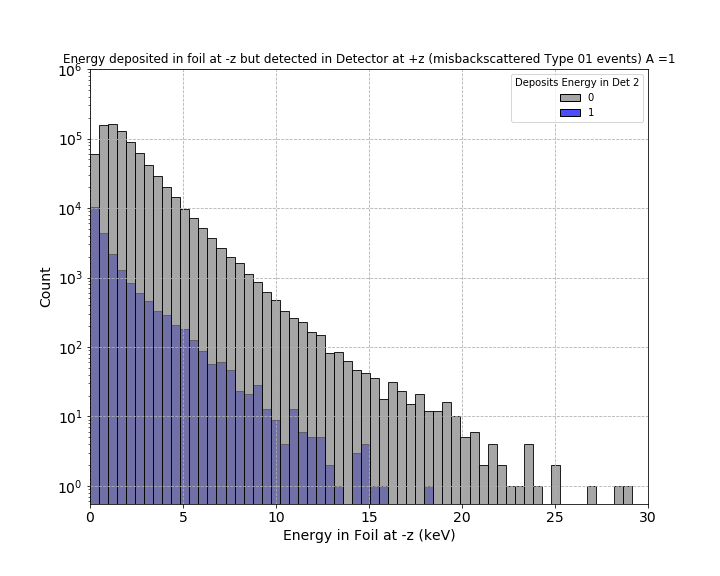 Energy deposited in foil at -z but detected in Detector at +z (misbackscattered Type 01 events) A =1
Deposits Energy in Det 2
0
1
10^6
10^5
10^4
10^3
10^2
10^1
10^0
Count
0 5 10 15 20 25 30
Energy in Foil at -z (keV)